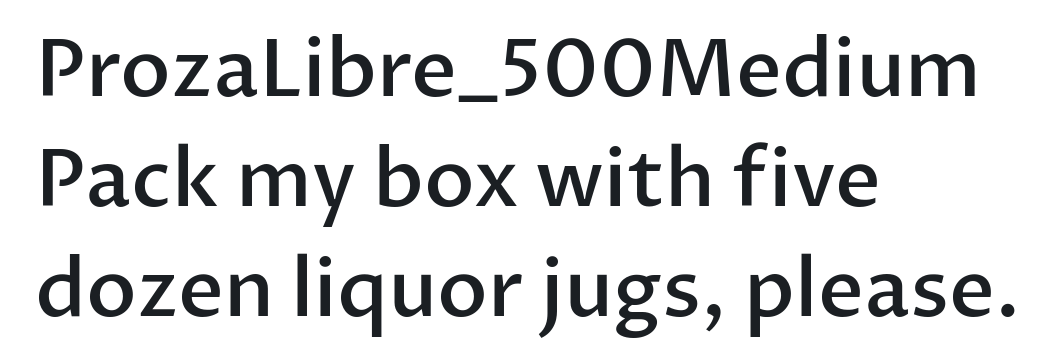 ProzaLibre_500Medium
Pack my box with five
dozen liquor jugs, please.